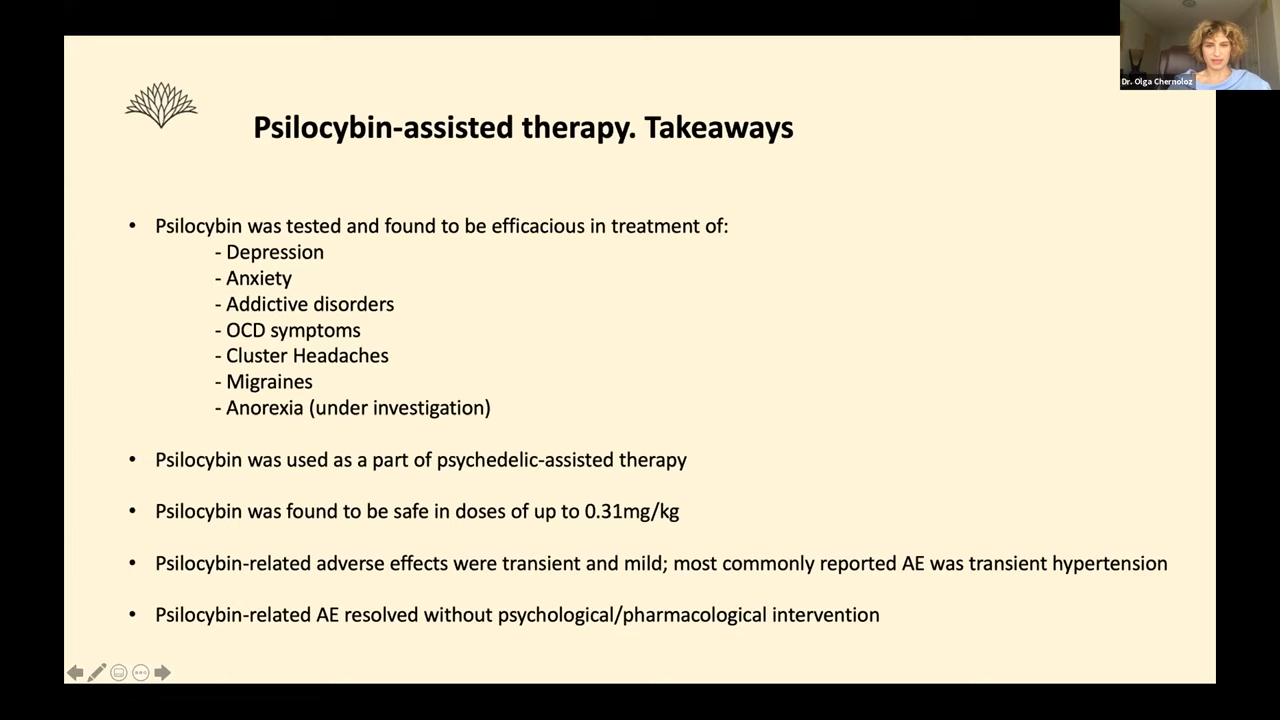 Dr. Olga Chernoloz
Psilocybin-assisted therapy. Takeaways
• Psilocybin was tested and found to be efficacious in treatment of:
- Depression
- Anxiety
- Addictive disorders
- OCD symptoms
- Cluster Headaches
- Migraines
- Anorexia (under investigation)
• Psilocybin was used as a part of psychedelic-assisted therapy
• Psilocybin was found to be safe in doses of up to 0.31mg/kg
• Psilocybin-related adverse effects were transient and mild; most commonly reported AE was transient hypertension
• Psilocybin-related AE resolved without psychological/pharmacological intervention